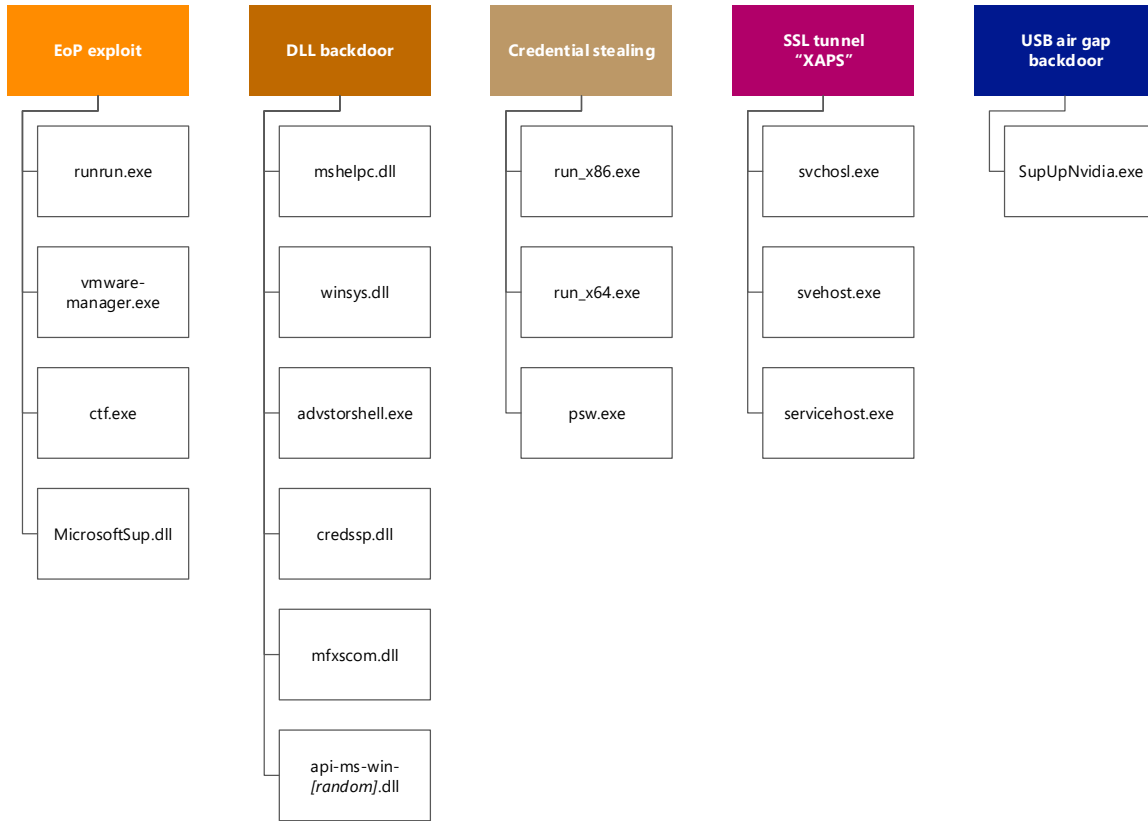 EoP exploit
runrun.exe
vmware-
manager.exe
ctf.exe
MicrosoftSup.dll
DLL backdoor
mshelpc.dll
winsys.dll
advstorshell.exe
credssp.dll
mfxscom.dll
api-ms-win-
[random].dll
Credential stealing
run_x86.exe
run_x64.exe
psw.exe
SSL tunnel
“XAPS”
svchosl.exe
svehost.exe
servicehost.exe
USB air gap
backdoor
SupUpNvidia.exe